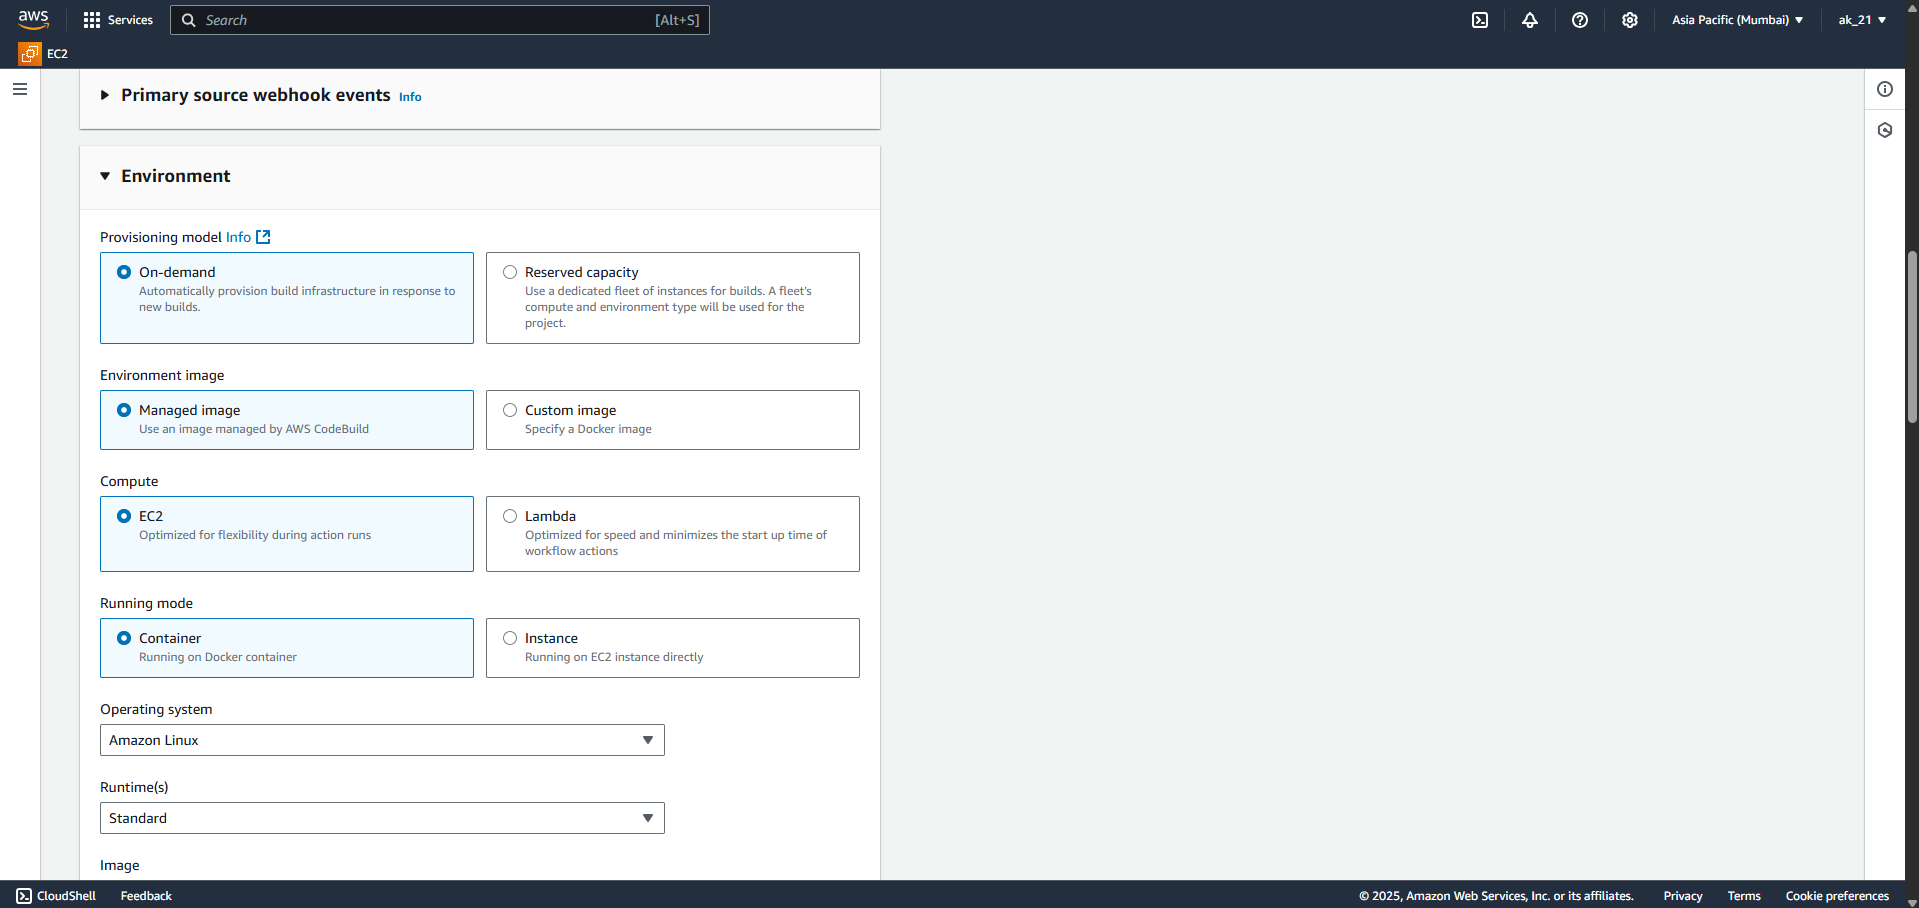 aws
Services
Search
[Alt+S]
Asia Pacific (Mumbai)
ak_21
EC2
Primary source webhook events Info
Environment
Provisioning model Info
On-demand
Automatically provision build infrastructure in response to
new builds.
Reserved capacity
Use a dedicated fleet of instances for builds. A fleet's
compute and environment type will be used for the
project.
Environment image
Managed image
Use an image managed by AWS CodeBuild
Custom image
Specify a Docker image
Compute
EC2
Optimized for flexibility during action runs
Lambda
Optimized for speed and minimizes the start up time of
workflow actions
Running mode
Container
Running on Docker container
Instance
Running on EC2 instance directly
Operating system
Amazon Linux
Runtime(s)
Standard
Image
CloudShell
Feedback
© 2025, Amazon Web Services, Inc. or its affiliates.
Privacy
Terms
Cookie preferences